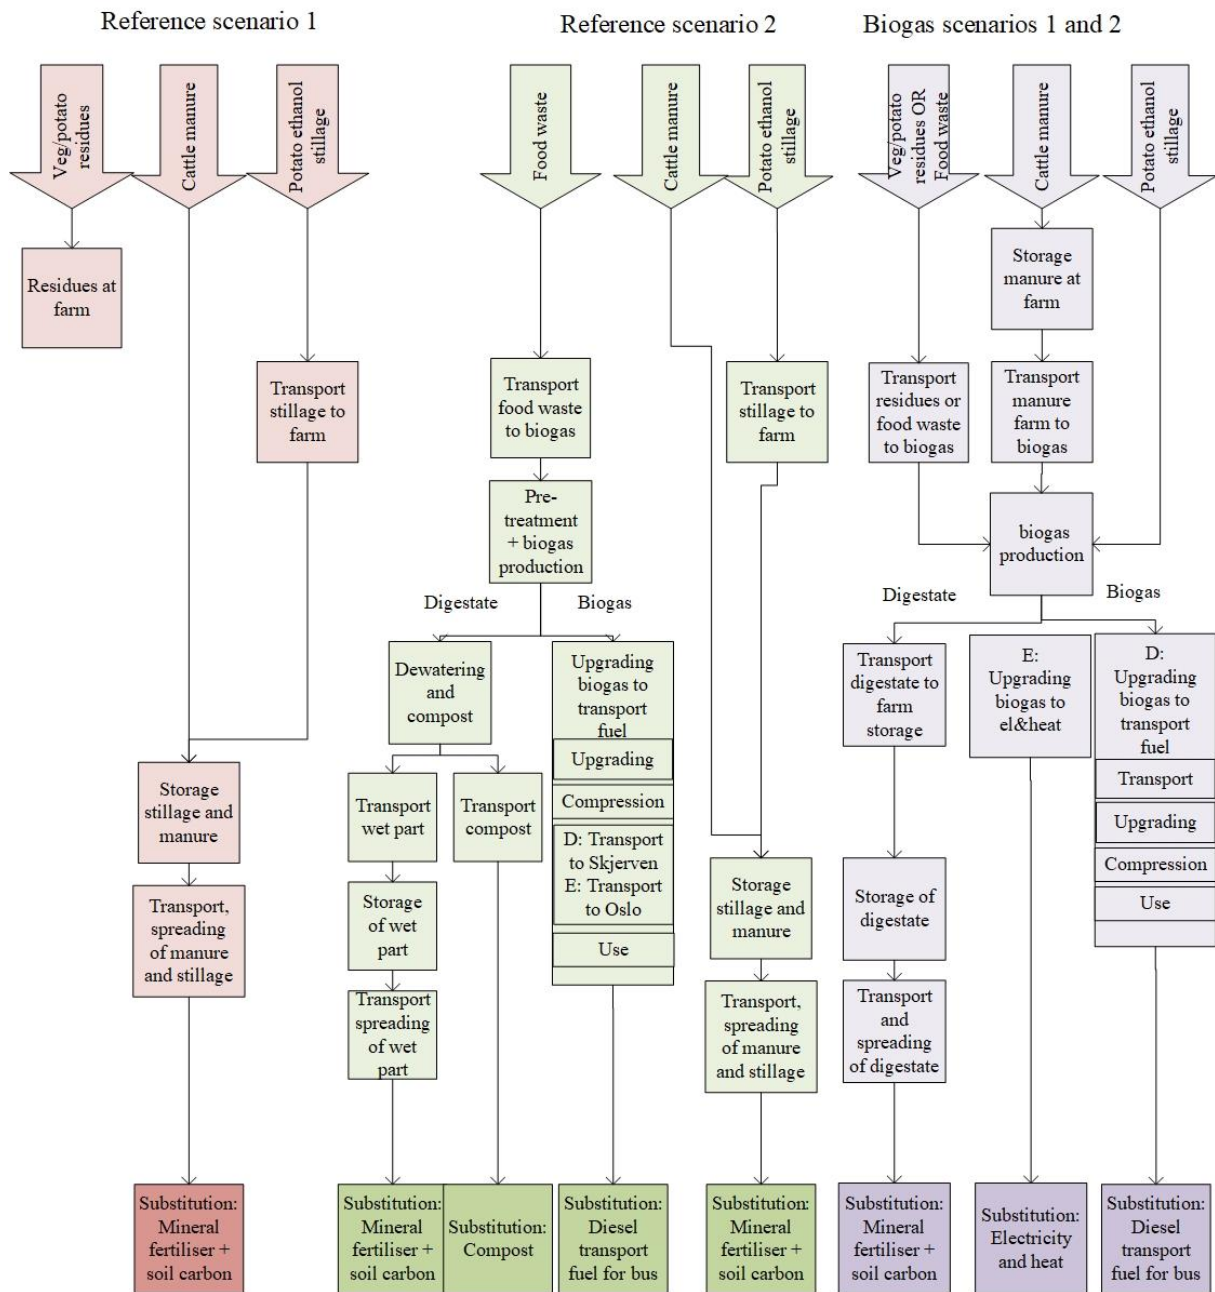 Reference scenario 1
Veg/potato
residues
Cattle manure
Potato ethanol
stillage
Residues at
farm
Transport
stillage to
farm
Storage
stillage and
manure
Transport,
spreading
of manure
and stillage
Substitution:
Mineral
fertiliser +
soil carbon
Reference scenario 2
Food waste
Cattle manure
Potato ethanol
stillage
Transport
food waste
to biogas
Pre-
treatment
+ biogas
production
Digestate
Biogas
Dewatering
and
compost
Transport
wet part
Storage
of wet
part
Transport
spreading
of wet
part
Transport
compost
Upgrading
biogas to
transport
fuel
Upgrading
Compression
D: Transport
to Skjerven
E: Transport
to Oslo
Use
Transport
stillage to
farm
Storage
stillage and
manure
Transport,
spreading
of manure
and stillage
Substitution:
Mineral
fertiliser +
soil carbon
Substitution:
Compost
Substitution:
Diesel
transport
fuel for bus
Substitution:
Mineral
fertiliser +
soil carbon
Biogas scenarios 1 and 2
Veg/potato
residues OR
Food waste
Cattle manure
Potato ethanol
stillage
Storage
manure at
farm
Transport
residues or
food waste
to biogas
Transport
manure
farm to
biogas
biogas
production
Digestate
Biogas
Transport
digestate to
farm
storage
Storage of
digestate
Transport
and
spreading
of digestate
E:
Upgrading
biogas to
el&heat
D:
Upgrading
biogas to
transport
fuel
Transport
Upgrading
Compression
Use
Substitution:
Mineral
fertiliser +
soil carbon
Substitution:
Electricity
and heat
Substitution:
Diesel
transport
fuel for bus